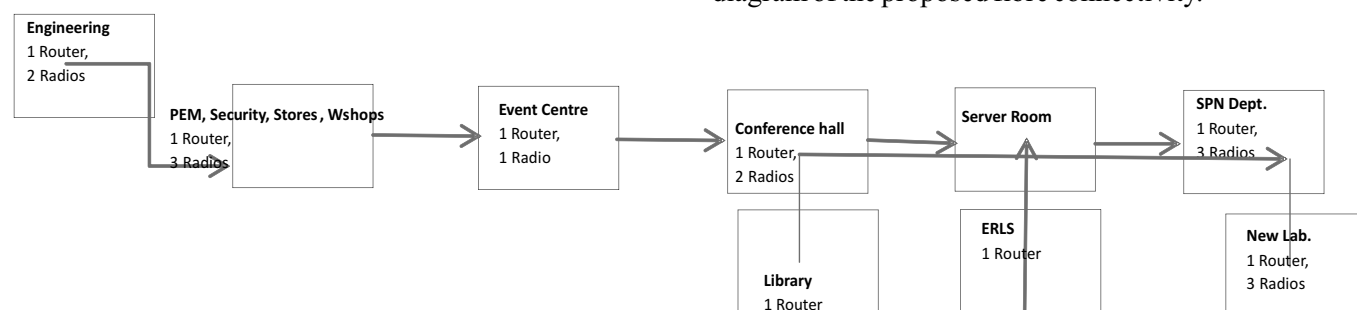 diagram of the proposed fibre connectivity.
Engineering
1 Router,
2 Radios
PEM, Security, Stores, Wshops
1 Router,
3 Radios
Event Centre
1 Router,
1 Radio
Conference hall
1 Router,
2 Radios
Server Room
SPN Dept.
1 Router,
3 Radios
Library
1 Router
ERLS
1 Router
New Lab.
1 Router,
3 Radios